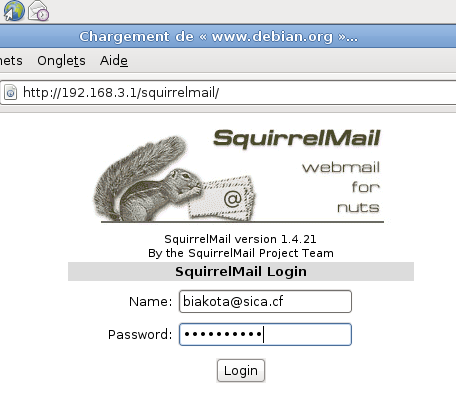 Chargement de « www.debian.org »...
nets Onglets Aide
http://192.168.3.1/squirrelmail/
SquirrelMail
webmail
for
nuts
@
SquirrelMail version 1.4.21
By the SquirrelMail Project Team
SquirrelMail Login
Name: biakota@sica.cf
Password: ••••••••••
Login